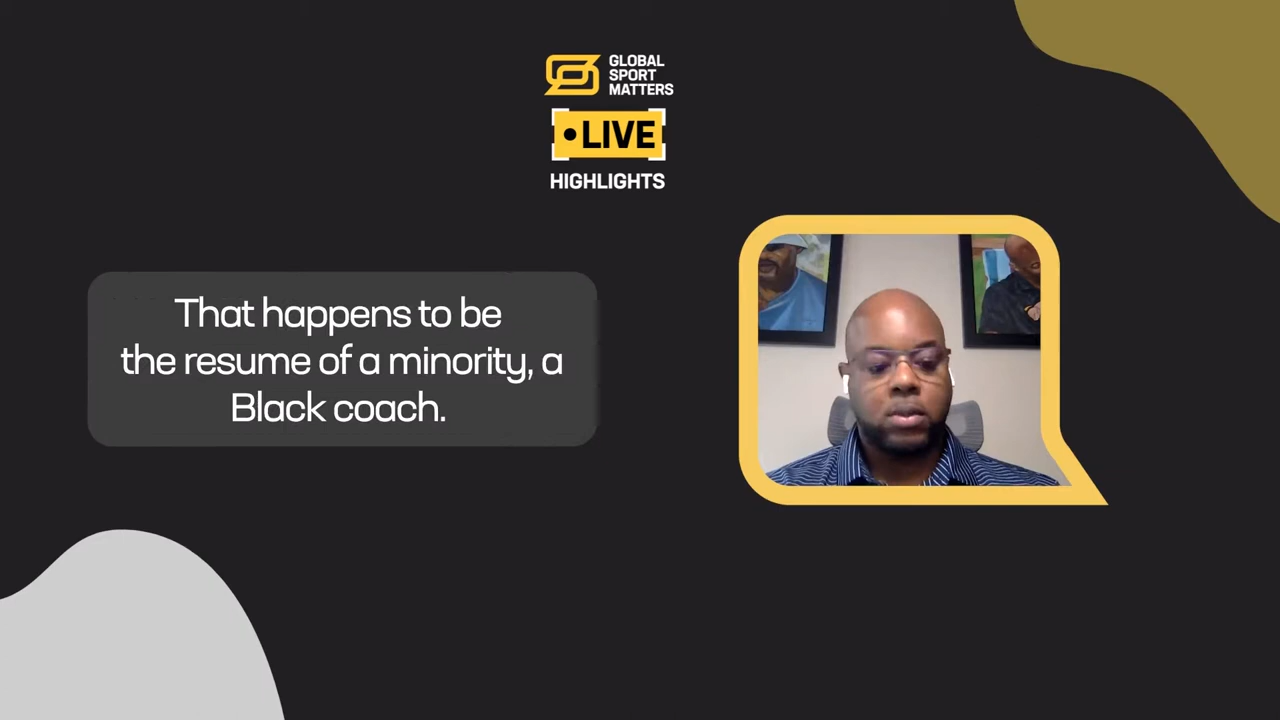 GLOBAL
SPORT
MATTERS
LIVE
HIGHLIGHTS
That happens to be
the resume of a minority, a
Black coach.